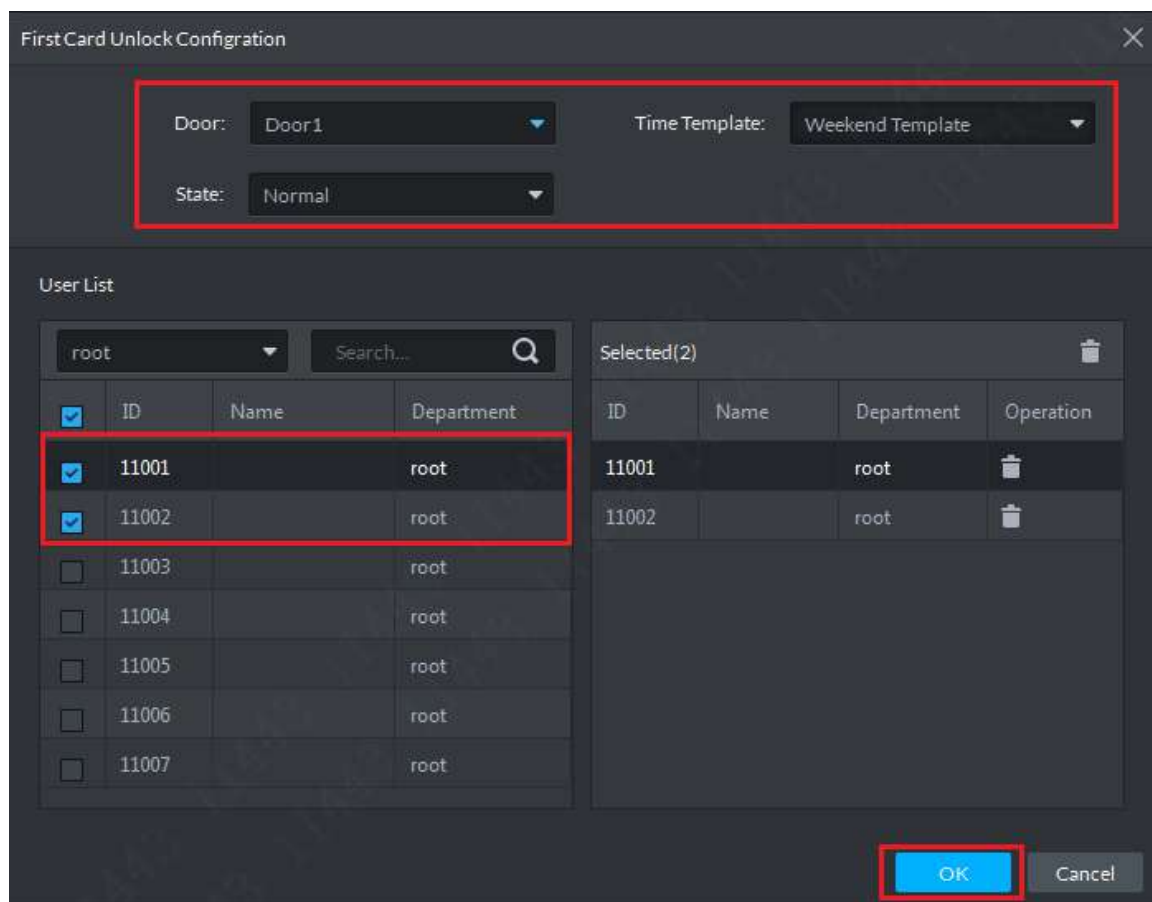 First Card Unlock Configration
Door: Door1 Time Template: Weekend Template
State: Normal
User List
root Search... Selected(2)
ID Name Department ID Name Department Operation
11001 root 11001 root
11002 root 11002 root
11003 root
11004 root
11005 root
11006 root
11007 root
OK Cancel